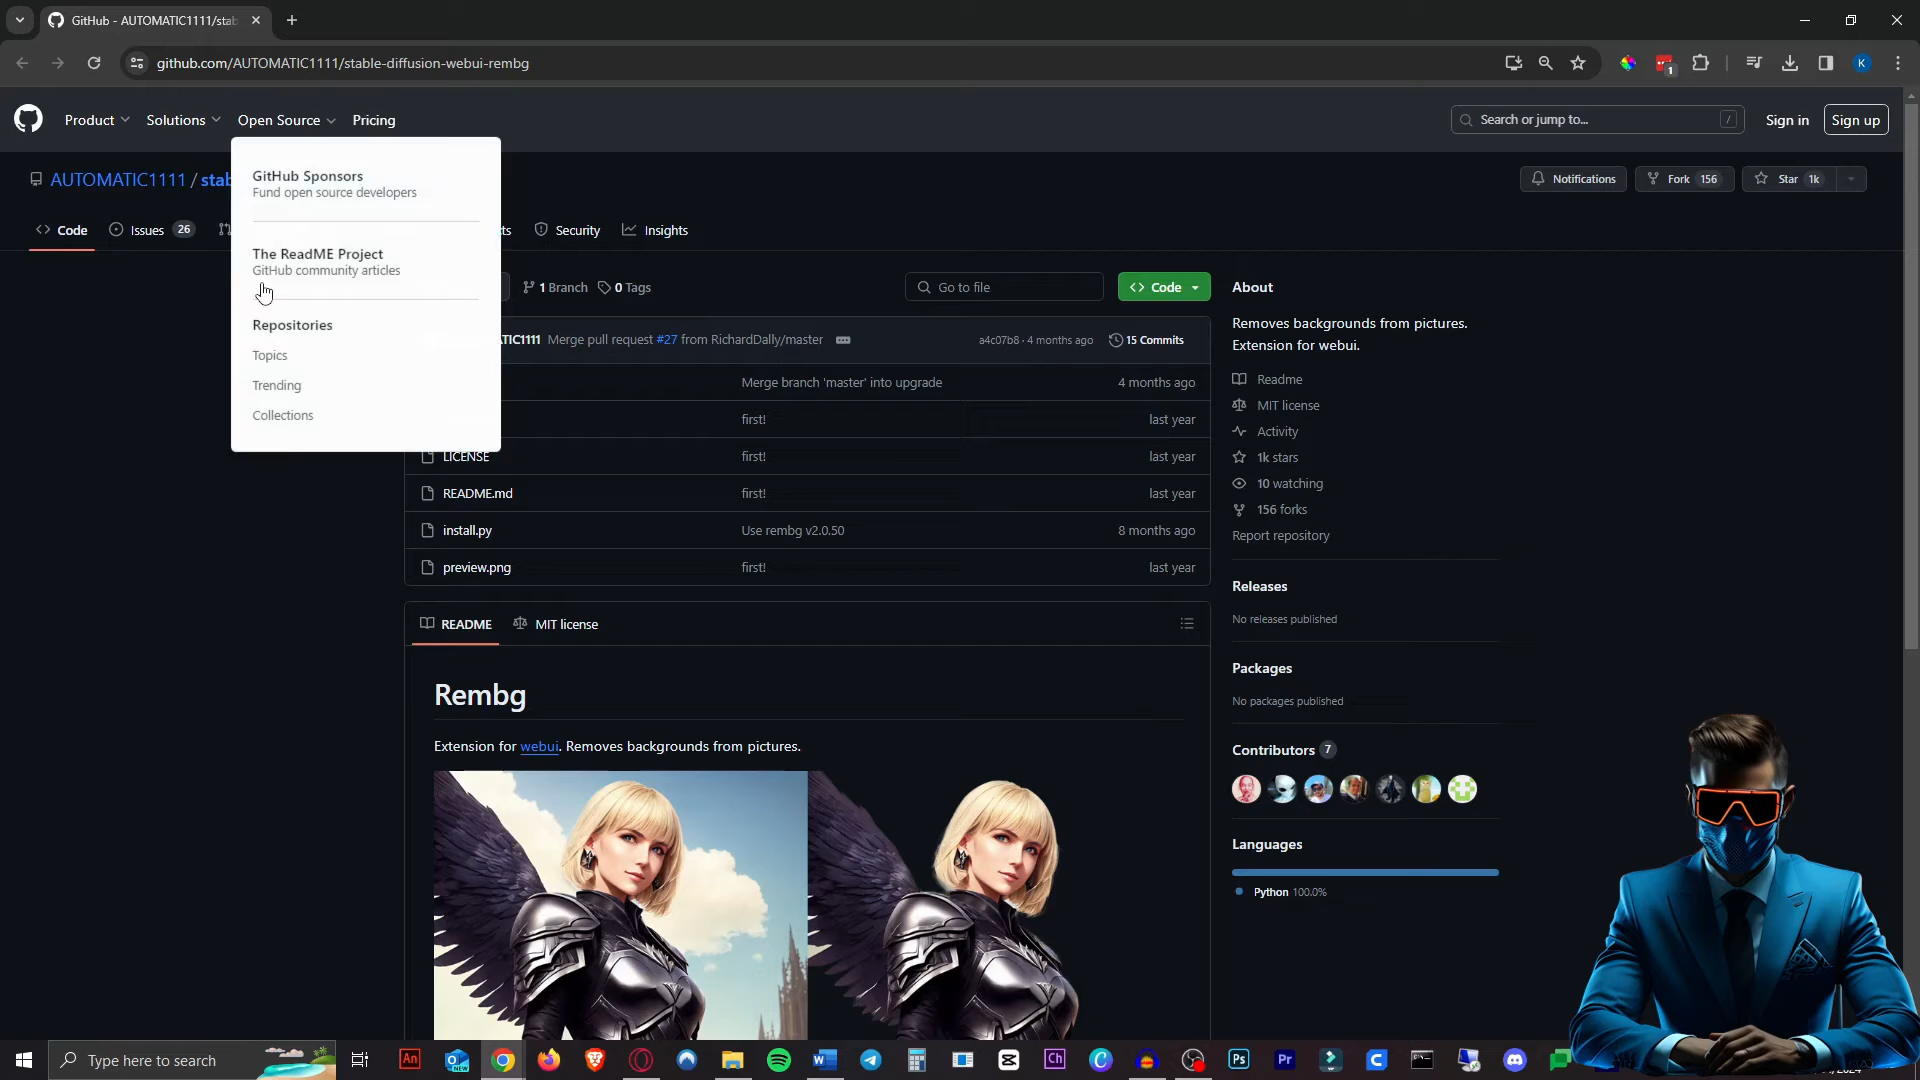 GitHub - AUTOMATIC1111/stab
github.com/AUTOMATIC1111/stable-diffusion-webui-rembg
1
K
Product
Solutions
Open Source
Pricing
Search or jump to...
/
Sign in
Sign up
GitHub Sponsors
Fund open source developers
The ReadME Project
GitHub community articles
Repositories
Topics
Trending
Collections
AUTOMATIC1111 / stab
Notifications
Fork 156
Star 1k
Code
Issues 26
Security
Insights
1 Branch
0 Tags
Go to file
Code
TIC1111 Merge pull request #27 from RichardDally/master
a4c07b8 · 4 months ago
15 Commits
Merge branch 'master' into upgrade
4 months ago
first!
last year
LICENSE
first!
last year
README.md
first!
last year
install.py
Use rembg v2.0.50
8 months ago
preview.png
first!
last year
README
MIT license
Rembg
Extension for webui. Removes backgrounds from pictures.
About
Removes backgrounds from pictures.
Extension for webui.
Readme
MIT license
Activity
1k stars
10 watching
156 forks
Report repository
Releases
No releases published
Packages
No packages published
Contributors 7
Languages
Python 100.0%
Type here to search
An
NEW
Ch
Ps
Pr